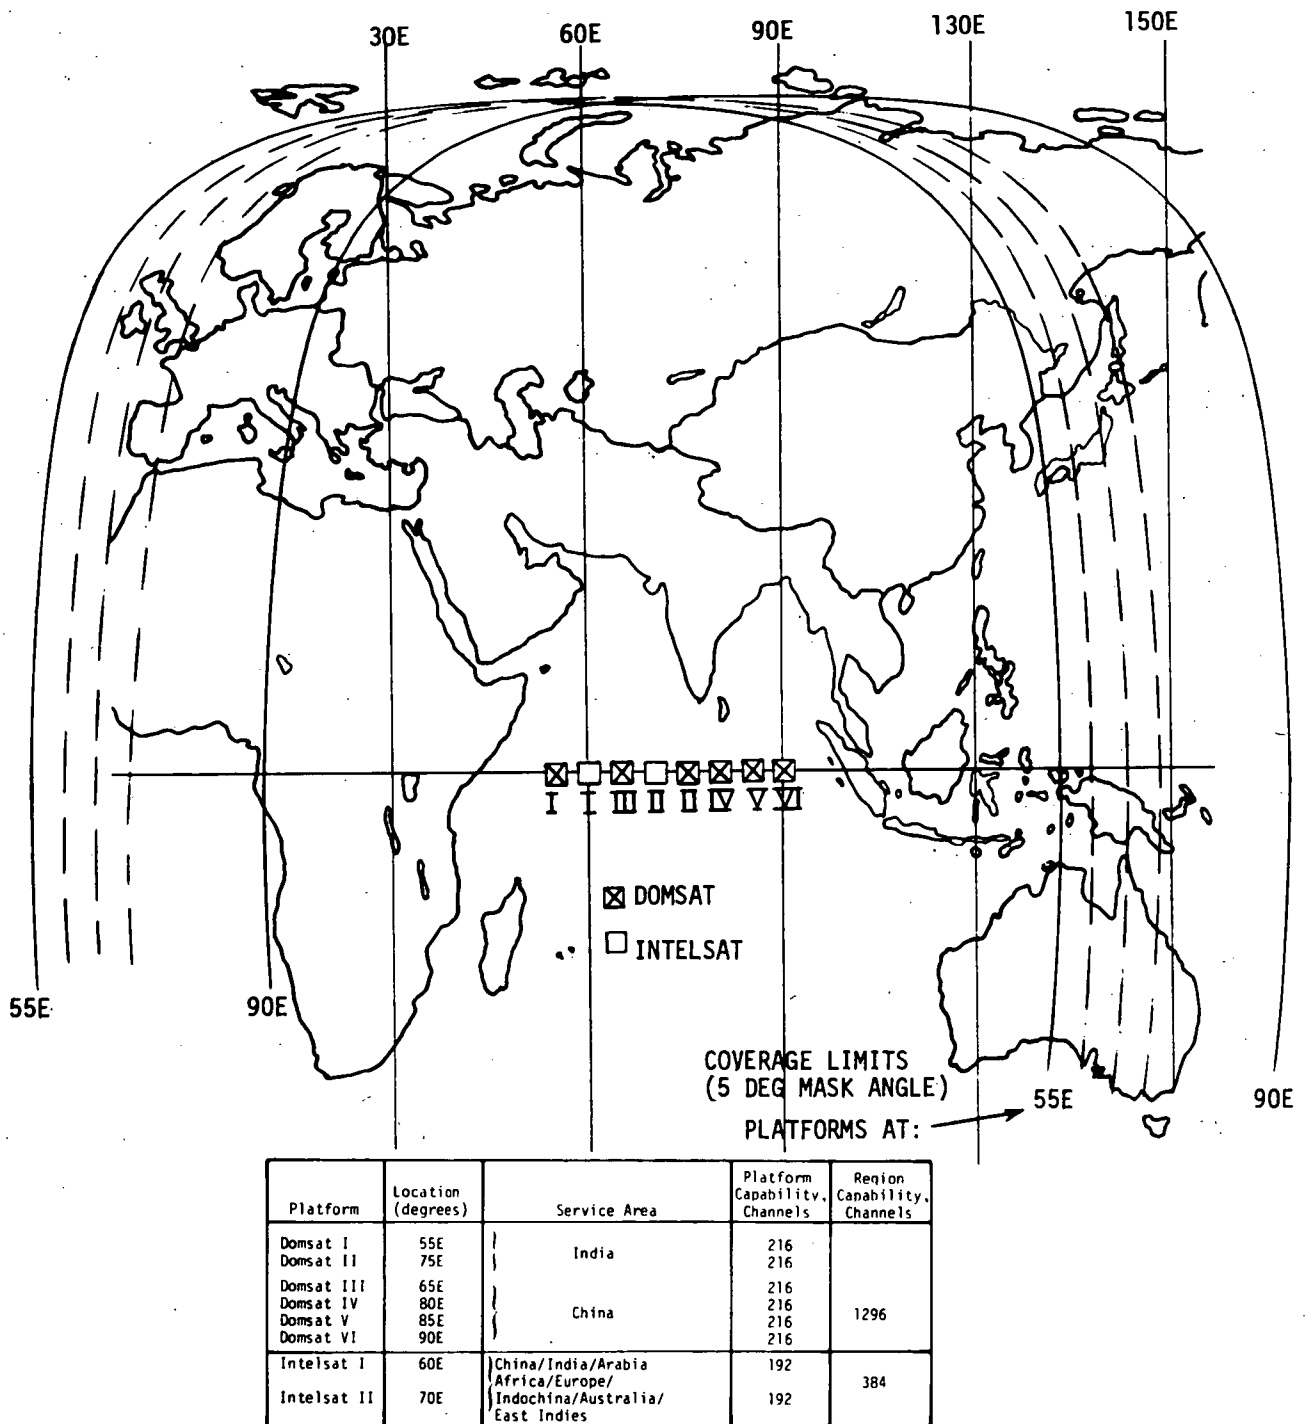 30E 60E 90E 130E 150E
I I III II II IV V VI
DOMSAT
INTELSAT
55E 90E
COVERAGE LIMITS
(5 DEG MASK ANGLE)
55E 90E
PLATFORMS AT:
Platform Location (degrees) Service Area Platform Capability, Channels Region Capability, Channels
Domsat I 55E India 216
Domsat II 75E 216
Domsat III 65E 216
Domsat IV 80E China 216 1296
Domsat V 85E 216
Domsat VI 90E 216
Intelsat I 60E China/India/Arabia 192
Africa/Europe/ 384
Intelsat II 70E Indochina/Australia/ 192
East Indies